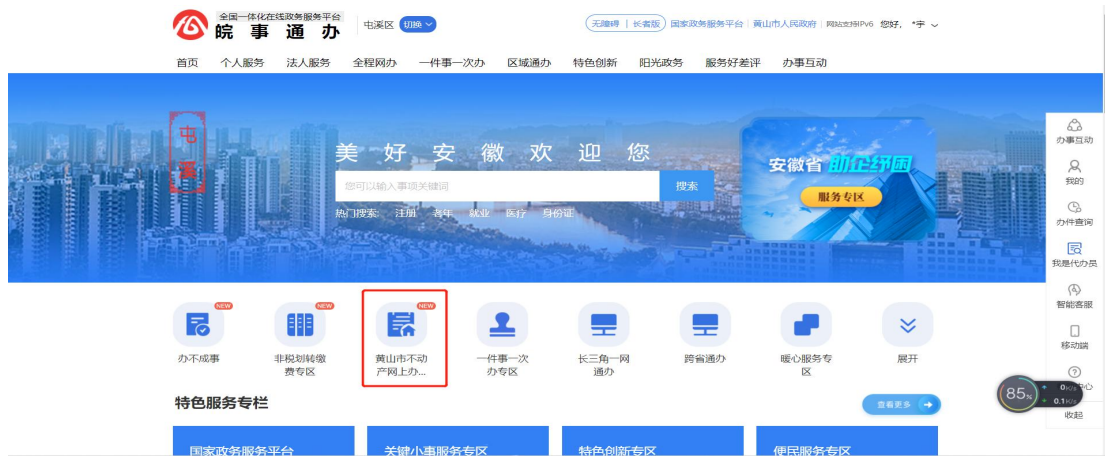 全国一体化在线政务服务平台
皖事通办
屯溪区 切换
无障碍 | 长者版 国家政务服务平台 | 黄山市人民政府 | 网站支持IPv6 您好, *宇
首页 个人服务 法人服务 全程网办 一件事一次办 区域通办 特色创新 阳光政务 服务好差评 办事互动
屯溪
美好安徽欢迎您
您可以输入事项关键词 搜索
热门搜索: 注册 老年 就业 医疗 身份证
安徽省 助企纾困
服务专区
办事互动
我的
办件查询
我是代办员
智能客服
移动端
收起
NEW NEW NEW
办不成事
非税划转缴
费专区
黄山市不动
产网上办...
一件事一次
办专区
长三角一网
通办
跨省通办
暖心服务专
区
展开
特色服务专栏
查看更多
85%
0K/s
0.1K/s
国家政务服务平台 关键小事服务专区 特色创新专区 便民服务专区